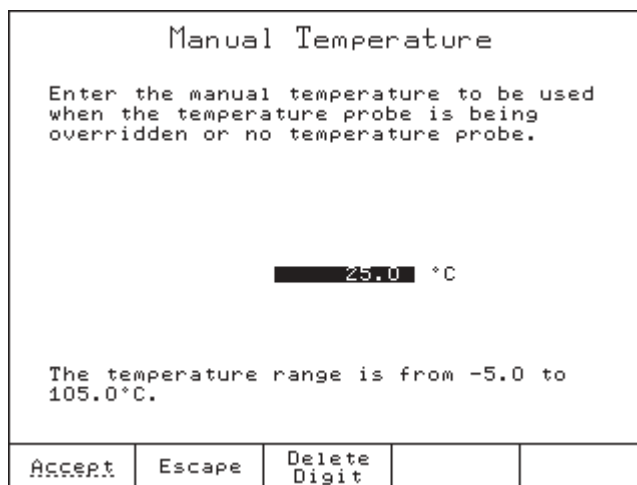 Manual Temperature
Enter the manual temperature to be used
when the temperature probe is being
overridden or no temperature probe.
25.0 °C
The temperature range is from -5.0 to
105.0°C.
Accept Escape Delete
Digit